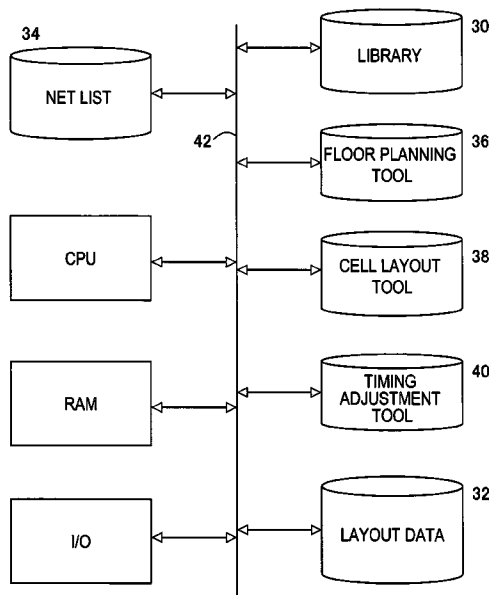 34
NET LIST
30
LIBRARY
42
36
FLOOR PLANNING
TOOL
CPU
38
CELL LAYOUT
TOOL
RAM
40
TIMING
ADJUSTMENT
TOOL
I/O
32
LAYOUT DATA